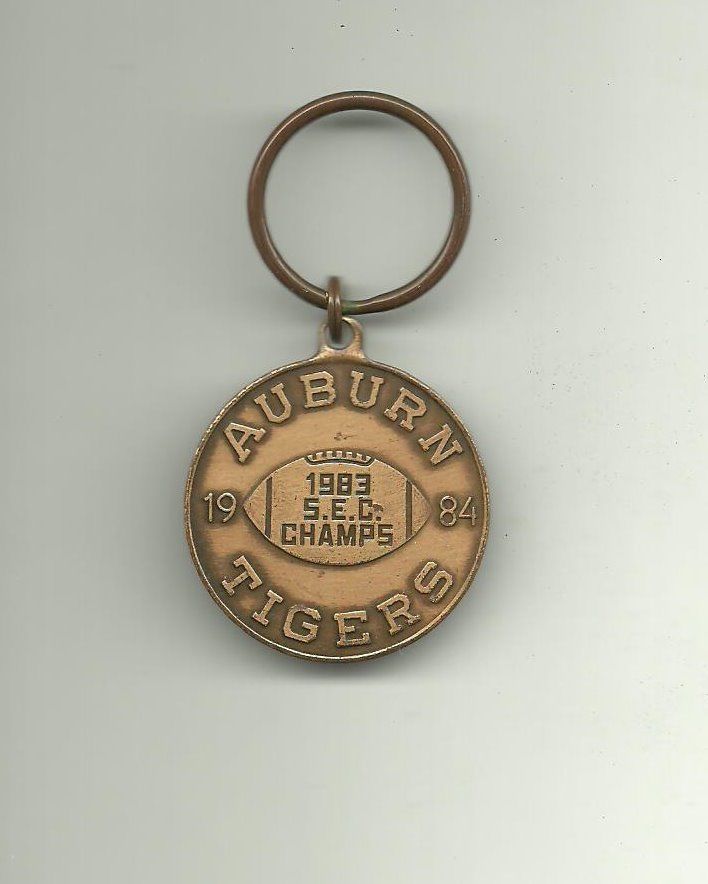 AUBURN
1983
S.E.C.
CHAMPS
19 84
TIGERS